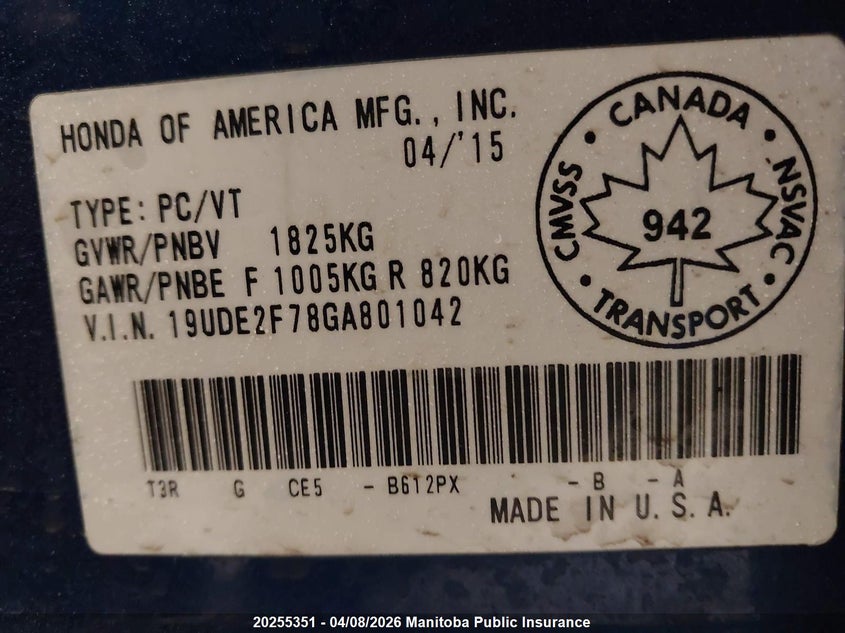 HONDA OF AMERICA MFG., INC.
04/'15
TYPE: PC/VT
GVWR/PNBV 1825KG
GAWR/PNBE F 1005KG R 820KG
V.I.N. 19UDE2F78GA801042
CANADA
CMVSS • • NSVAC
942
• TRANSPORT •
T3R G CE5 - B612PX - B - A
MADE IN U.S.A.
20255351 - 04/08/2026 Manitoba Public Insurance